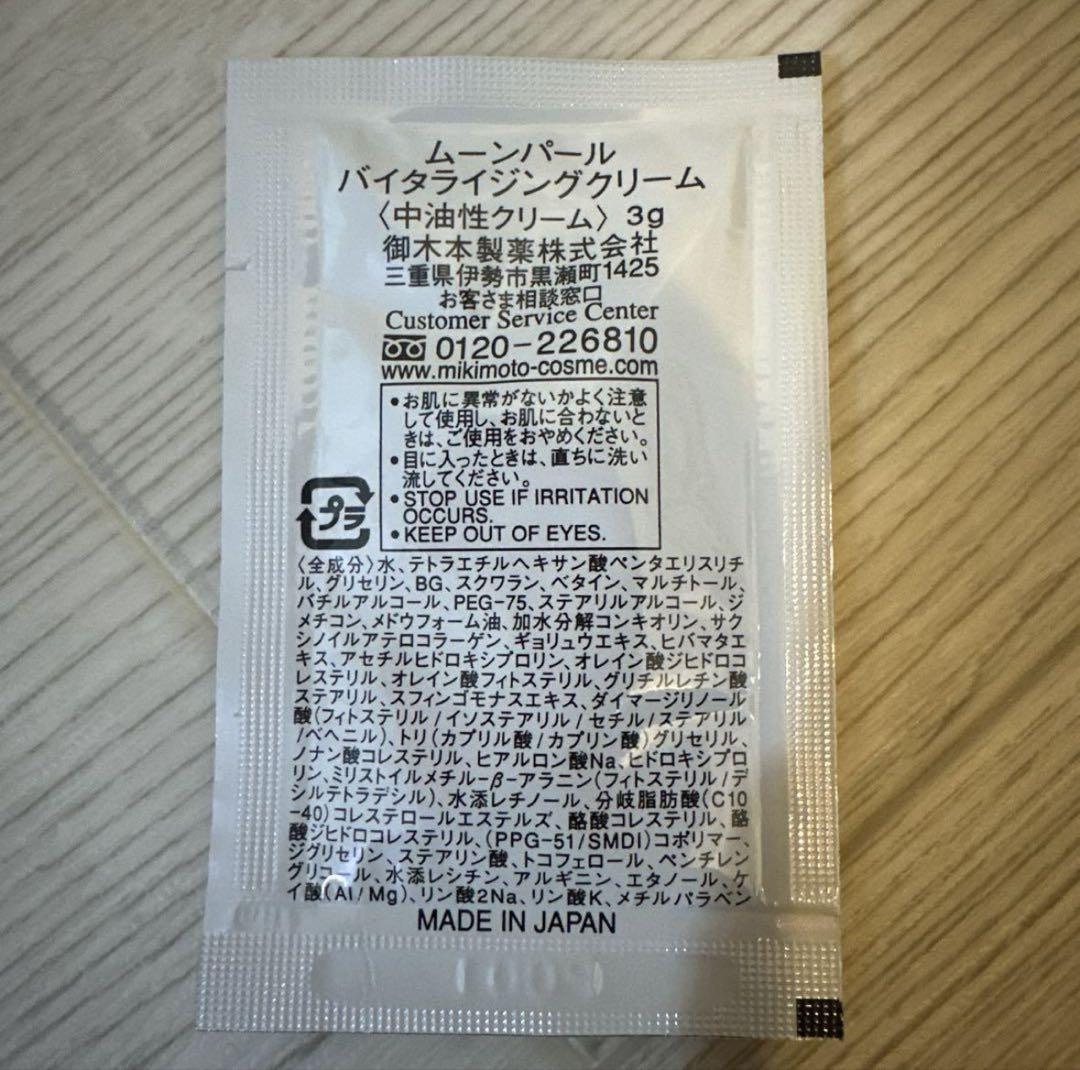 ムーンパール
バイタライジングクリーム
〈中油性クリーム〉 3g
御木本製薬株式会社
三重県伊勢市黒瀬町1425
お客さま相談窓口
Customer Service Center
0120-226810
www.mikimoto-cosme.com
●お肌に異常がないかよく注意
して使用し、お肌に合わないと
きは、ご使用をおやめください。
●目に入ったときは、直ちに洗い
流してください。
●STOP USE IF IRRITATION
OCCURS.
●KEEP OUT OF EYES.
プラ
〈全成分〉水、テトラエチルヘキサン酸ペンタエリスリチ
ル、グリセリン、BG、スクワラン、ベタイン、マルチトール、
バチルアルコール、PEG-75、ステアリルアルコール、ジ
メチコン、メドウフォーム油、加水分解コンキオリン、サク
シノイルアテロコラーゲン、ギョリュウエキス、ヒバマタエ
キス、アセチルヒドロキシプロリン、オレイン酸ジヒドロコ
レステリル、オレイン酸フィトステリル、グリチルレチン酸
ステアリル、スフィンゴモナスエキス、ダイマージリノール
酸(フィトステリル/イソステアリル/セチル/ステアリル
/ベヘニル)、トリ(カプリル酸/カプリン酸)グリセリル、
ノナン酸コレステリル、ヒアルロン酸Na、ヒドロキシプロ
リン、ミリストイルメチル-β-アラニン(フィトステリル/デ
シルテトラデシル)、水添レチノール、分岐脂肪酸(C10
-40)コレステロールエステルズ、酪酸コレステリル、酪
酸ジヒドロコレステリル、(PPG-51/SMDI)コポリマー、
ジグリセリン、ステアリン酸、トコフェロール、ペンチレン
グリコール、水添レシチン、アルギニン、エタノール、ケ
イ酸(Al/Mg)、リン酸2Na、リン酸K、メチルパラベン
MADE IN JAPAN